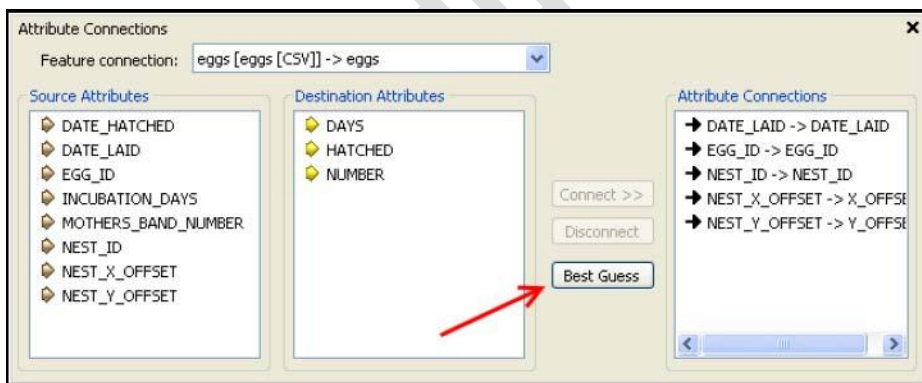 Attribute Connections
Feature connection: eggs [eggs [CSV]] -> eggs
Source Attributes
DATE_HATCHED
DATE_LAID
EGG_ID
INCUBATION_DAYS
MOTHERS_BAND_NUMBER
NEST_ID
NEST_X_OFFSET
NEST_Y_OFFSET
Destination Attributes
DAYS
HATCHED
NUMBER
Connect >>
Disconnect
Best Guess
Attribute Connections
DATE_LAID -> DATE_LAID
EGG_ID -> EGG_ID
NEST_ID -> NEST_ID
NEST_X_OFFSET -> X_OFFSE
NEST_Y_OFFSET -> Y_OFFSE